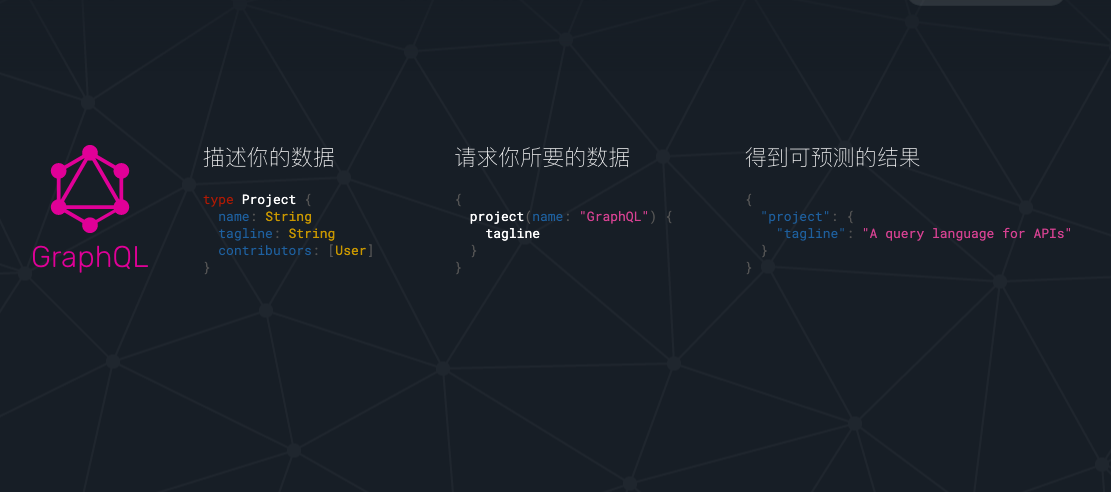 GraphQL
描述你的数据
type Project {
  name: String
  tagline: String
  contributors: [User]
}
请求你所要的数据
{
  project(name: "GraphQL") {
    tagline
  }
}
得到可预测的结果
{
  "project": {
    "tagline": "A query language for APIs"
  }
}